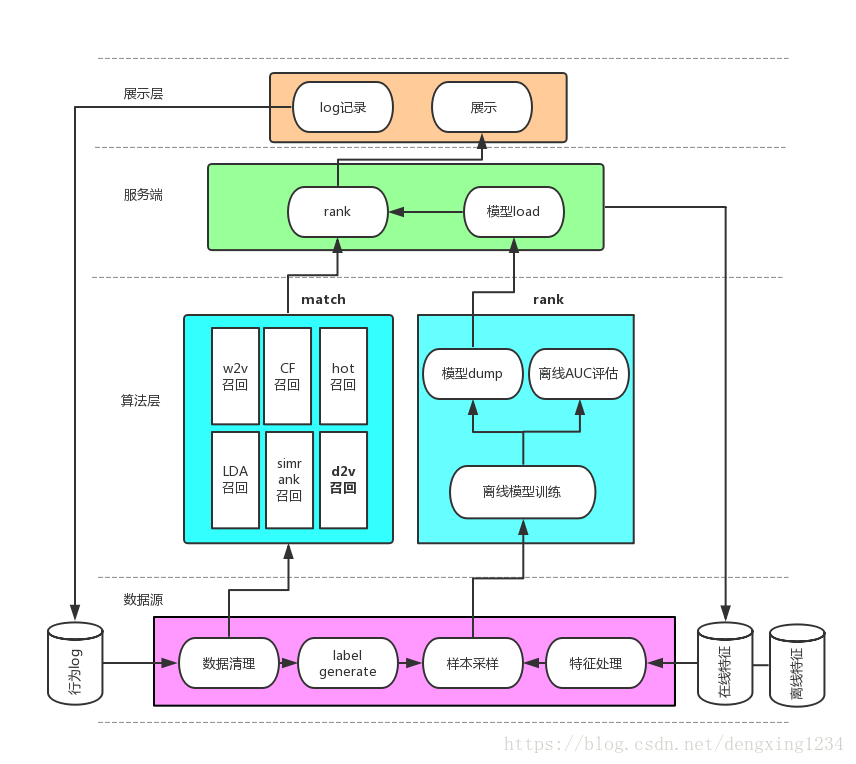 展示层
log记录
展示
服务端
rank
模型load
match
rank
算法层
w2v
召回
CF
召回
hot
召回
模型dump
离线AUC评估
LDA
召回
simr
ank
召回
d2v
召回
离线模型训练
数据源
行为log
数据清理
label
generate
样本采样
特征处理
在线特征
离线特征
https://blog.csdn.net/dengxing1234